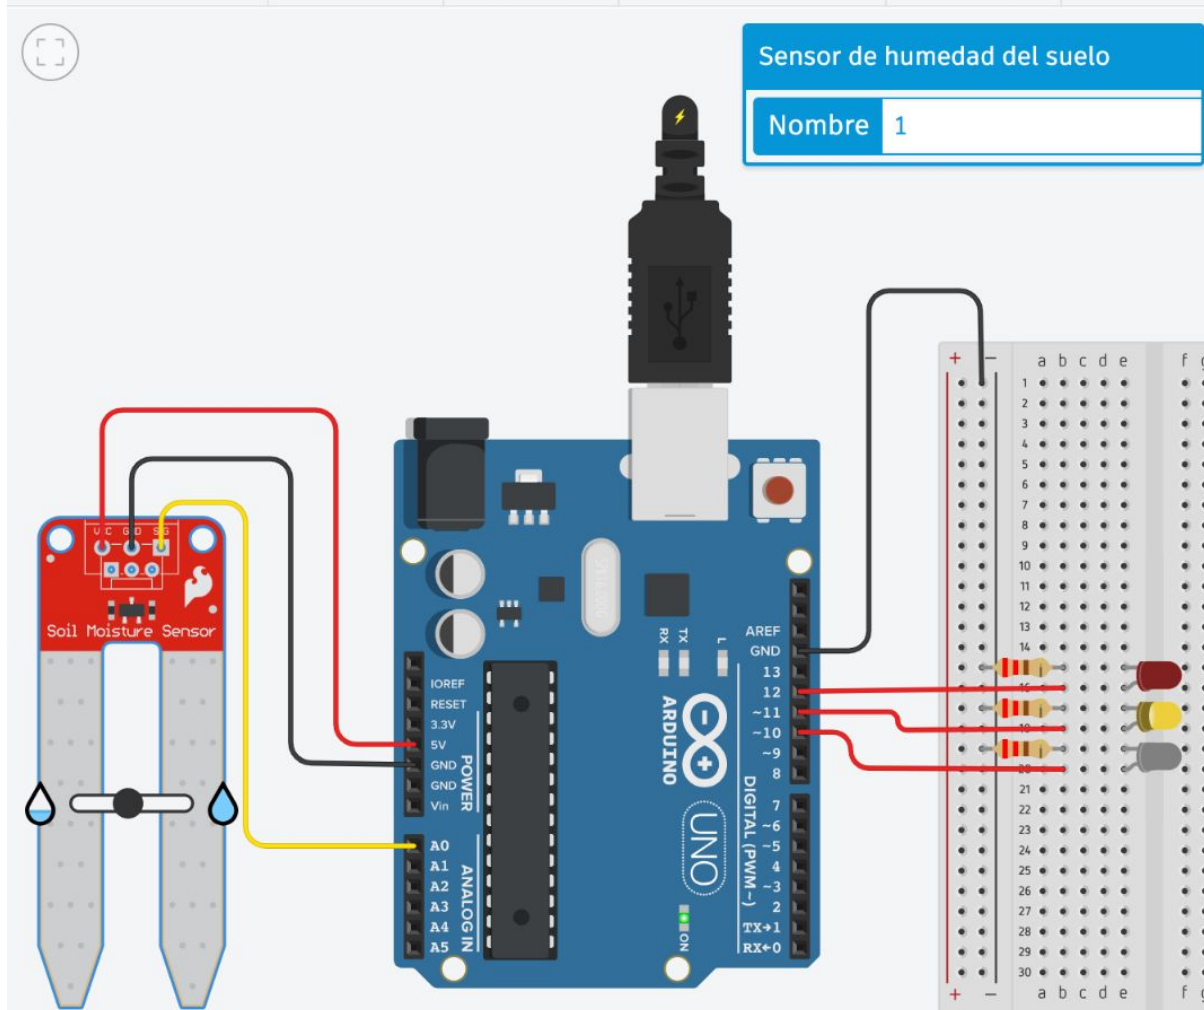 Sensor de humedad del suelo
Nombre 1
+ − a b c d e f
1
2
3
4
5
6
7
8
9
10
11
12
13
14
21
22
23
24
25
26
27
28
29
30
+ − a b c d e f
GND
Soil Moisture Sensor
RX TX L
AREF
GND
13
12
~11
~10
~9
8
7
~6
~5
4
~3
2
TX→1
RX←0
DIGITAL (PWM~)
ARDUINO
UNO
ON
IOREF
RESET
3.3V
5V
GND
GND
Vin
POWER
A0
A1
A2
A3
A4
A5
ANALOG IN